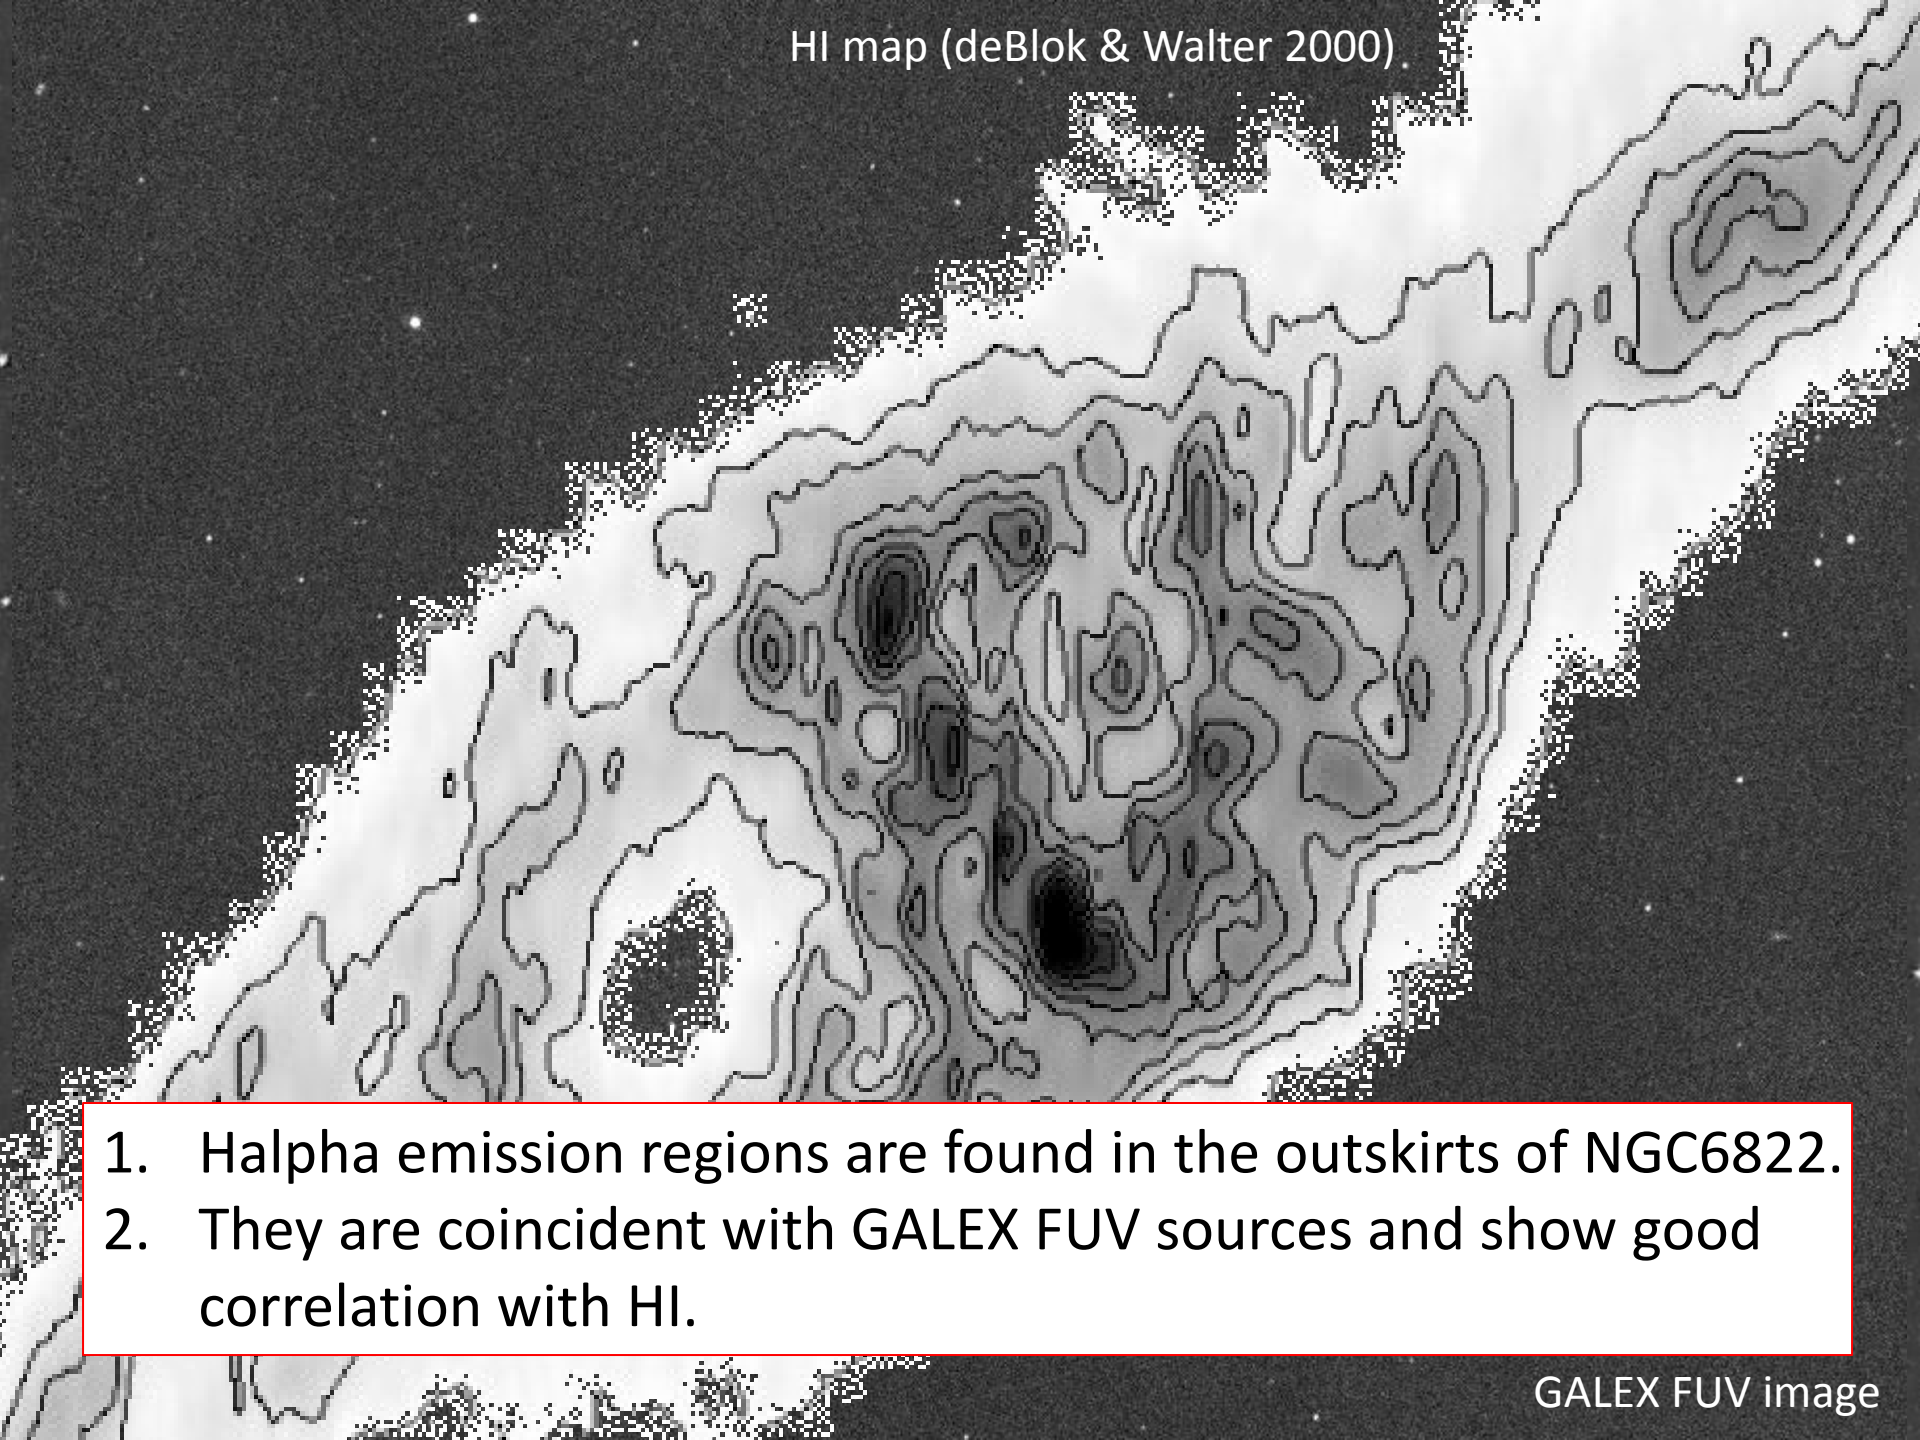 HI map (deBlok & Walter 2000)
1. Halpha emission regions are found in the outskirts of NGC6822.
2. They are coincident with GALEX FUV sources and show good
correlation with HI.
GALEX FUV image